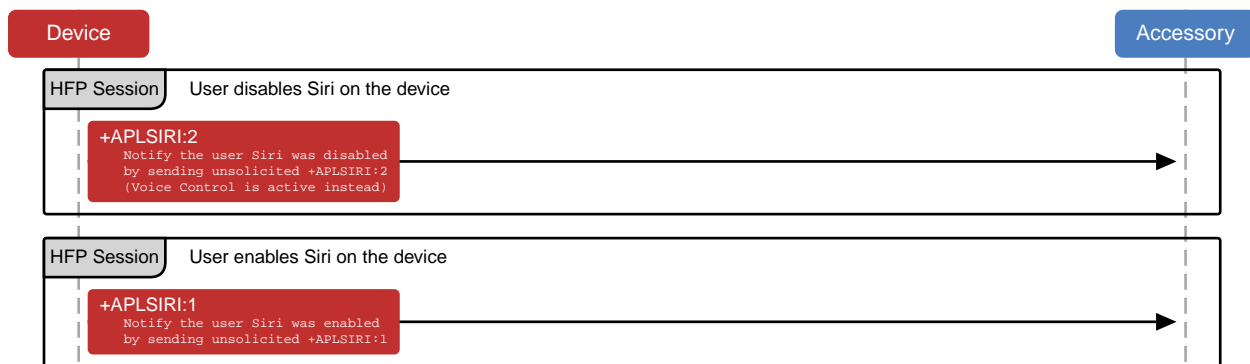 Device
Accessory
HFP Session
User disables Siri on the device
+APLSIRI:2
Notify the user Siri was disabled
by sending unsolicited +APLSIRI:2
(Voice Control is active instead)
HFP Session
User enables Siri on the device
+APLSIRI:1
Notify the user Siri was enabled
by sending unsolicited +APLSIRI:1